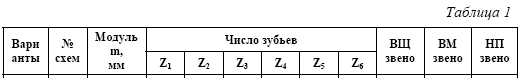 Таблица 1
Вари
анты
№
схем
Модуль
m,
мм
Число зубьев
Z1 Z2 Z3 Z4 Z5 Z6
ВЩ
звено
ВМ
звено
НП
звено